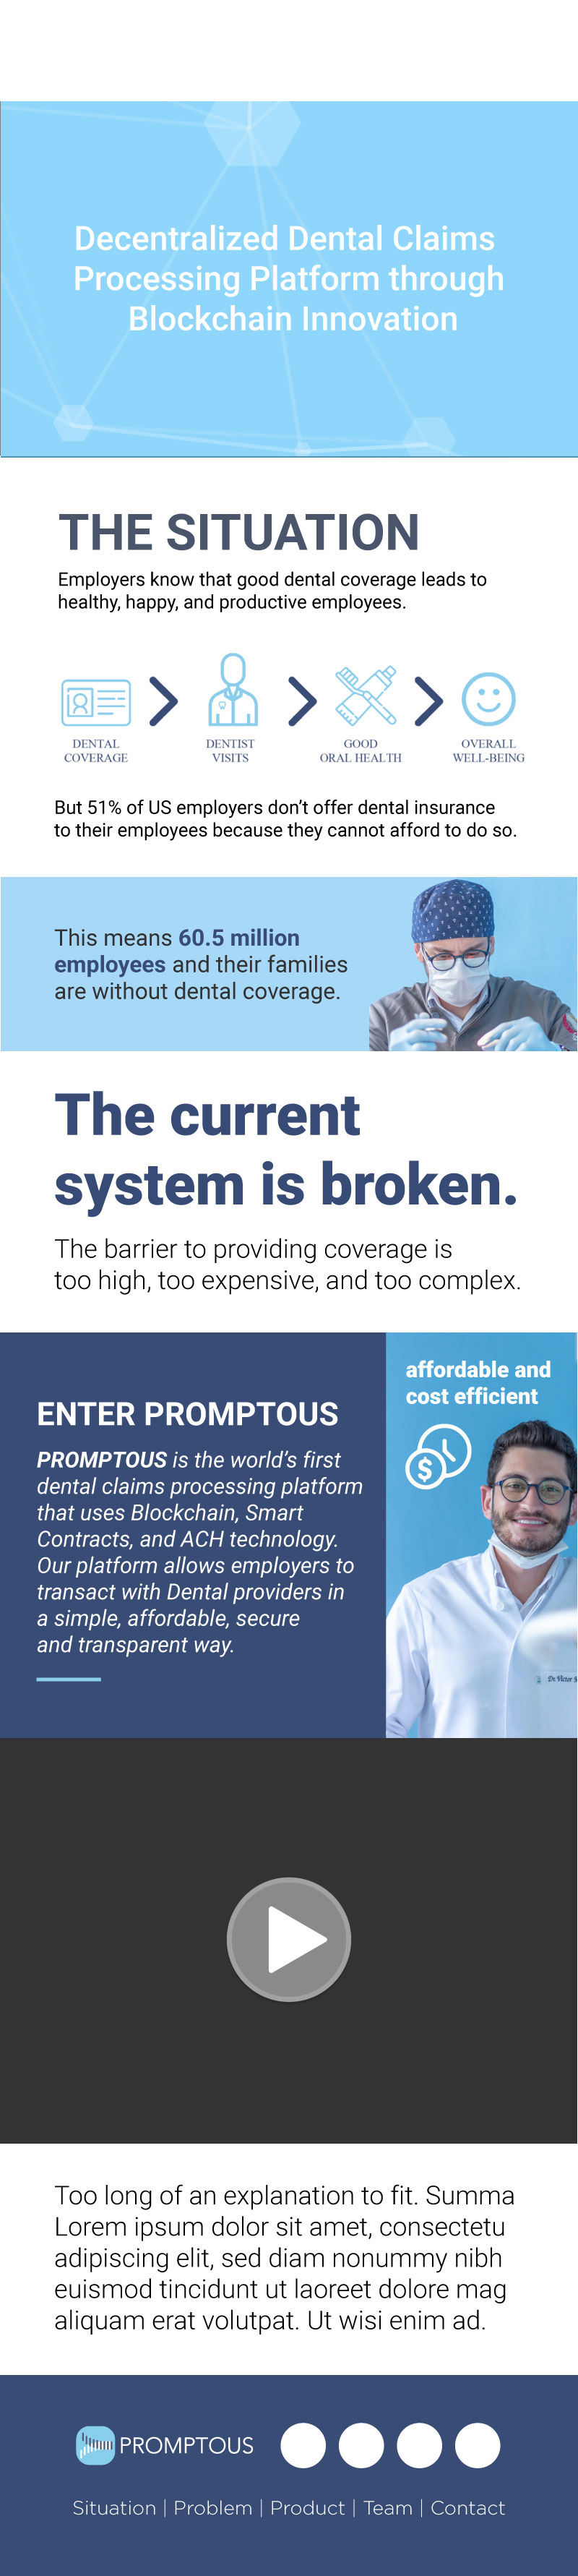 Decentralized Dental Claims
Processing Platform through
Blockchain Innovation
THE SITUATION
Employers know that good dental coverage leads to
healthy, happy, and productive employees.
DENTAL
COVERAGE
DENTIST
VISITS
GOOD
ORAL HEALTH
OVERALL
WELL-BEING
But 51% of US employers don’t offer dental insurance
to their employees because they cannot afford to do so.
This means 60.5 million
employees and their families
are without dental coverage.
The current
system is broken.
The barrier to providing coverage is
too high, too expensive, and too complex.
ENTER PROMPTOUS
PROMPTOUS is the world’s first
dental claims processing platform
that uses Blockchain, Smart
Contracts, and ACH technology.
Our platform allows employers to
transact with Dental providers in
a simple, affordable, secure
and transparent way.
affordable and
cost efficient
$
Dr. Victor
Too long of an explanation to fit. Summa
Lorem ipsum dolor sit amet, consectetu
adipiscing elit, sed diam nonummy nibh
euismod tincidunt ut laoreet dolore mag
aliquam erat volutpat. Ut wisi enim ad.
PROMPTOUS
Situation | Problem | Product | Team | Contact